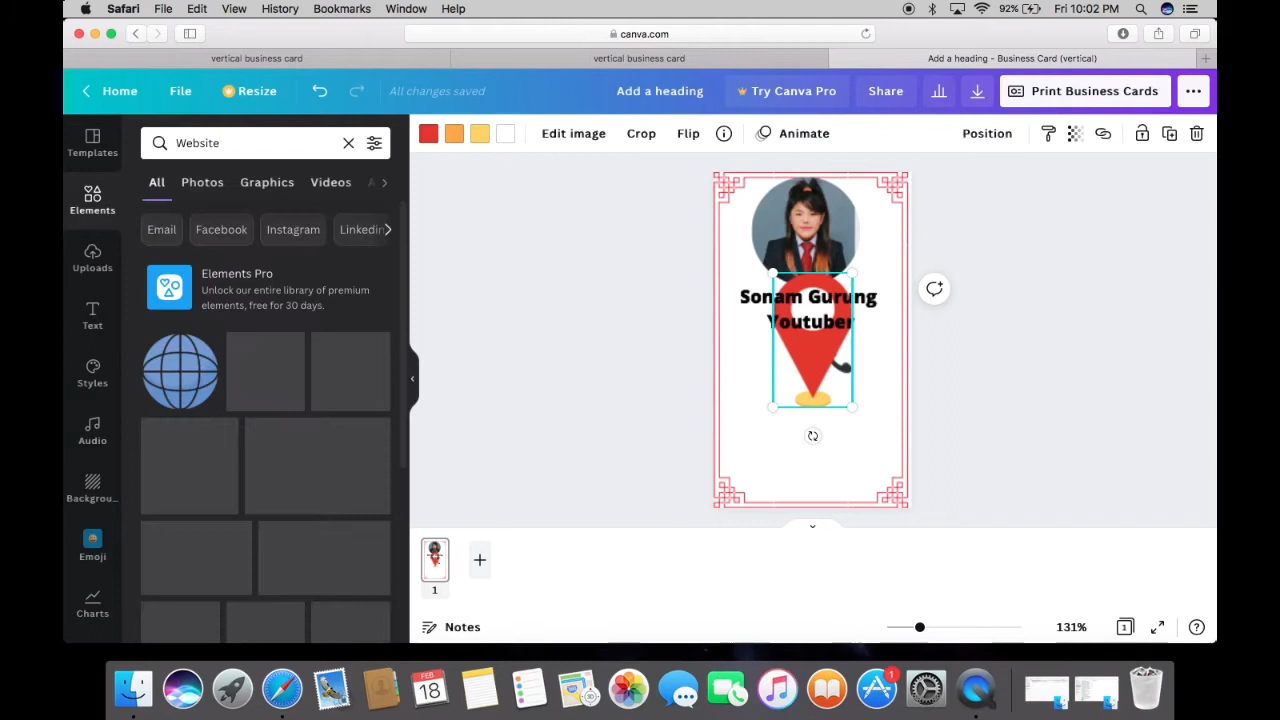 Safari File Edit View History Bookmarks Window Help 92% Fri 10:02 PM
canva.com
vertical business card vertical business card Add a heading - Business Card (vertical)
Home File Resize All changes saved Add a heading Try Canva Pro Share Print Business Cards
Templates
Elements
Uploads
Text
Styles
Audio
Backgrou...
Emoji
Charts
Website
All Photos Graphics Videos
Email Facebook Instagram
Elements Pro
Unlock our entire library of premium
elements, free for 30 days.
Edit image Crop Flip Animate Position
Sonam Gurung
Youtuber
1
Notes 131% 1
FEB
18
1